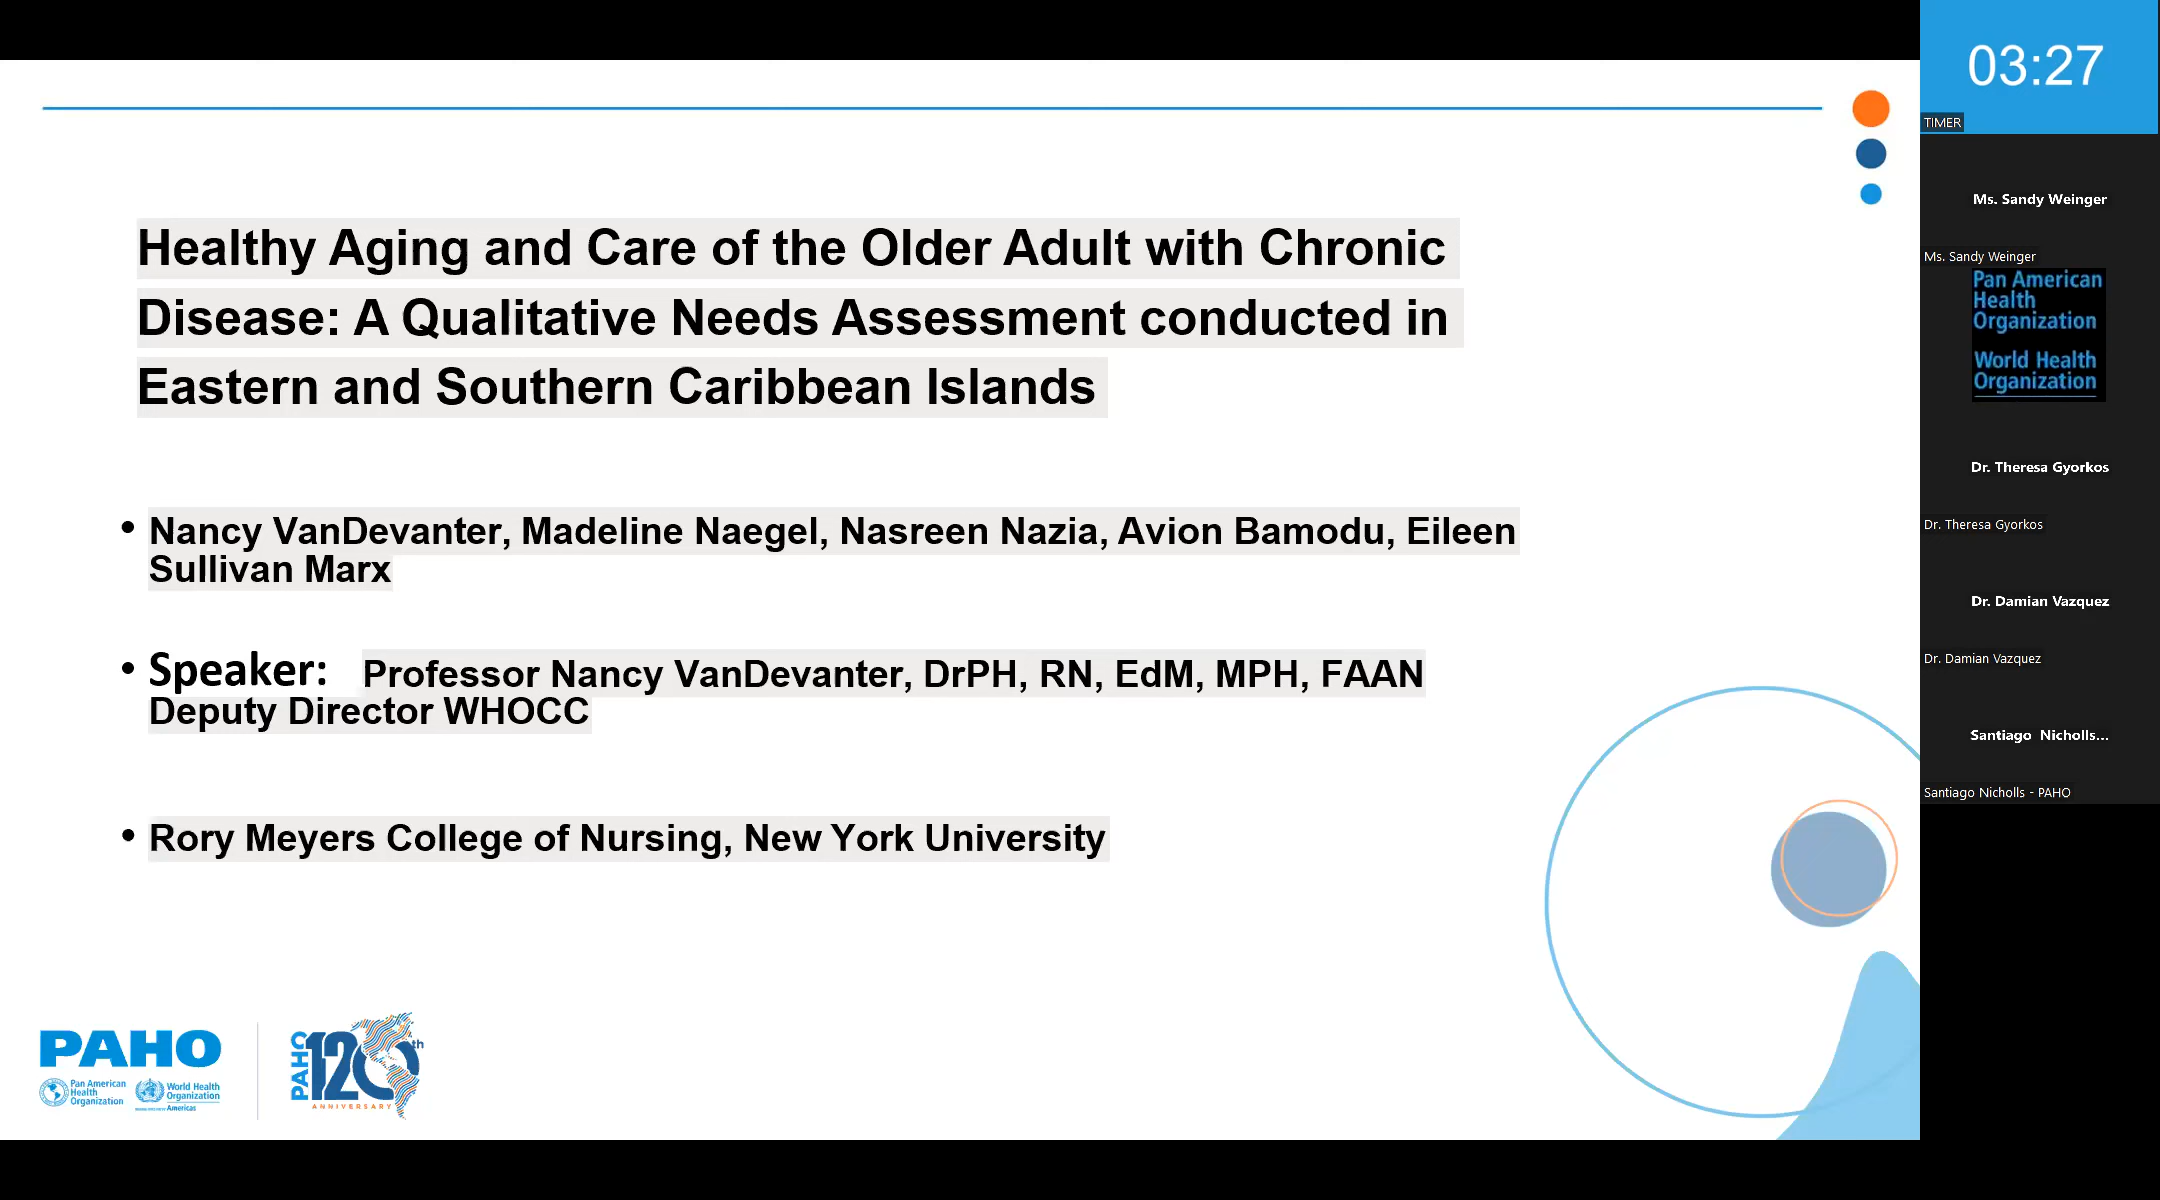 Healthy Aging and Care of the Older Adult with Chronic
Disease: A Qualitative Needs Assessment conducted in
Eastern and Southern Caribbean Islands
• Nancy VanDevanter, Madeline Naegel, Nasreen Nazia, Avion Bamodu, Eileen
Sullivan Marx
• Speaker: Professor Nancy VanDevanter, DrPH, RN, EdM, MPH, FAAN
Deputy Director WHOCC
• Rory Meyers College of Nursing, New York University
PAHO
Pan American
Health
Organization
World Health
Organization
Americas
PAHO
120th
ANNIVERSARY
03:27
TIMER
Ms. Sandy Weinger
Ms. Sandy Weinger
Pan American
Health
Organization
World Health
Organization
Dr. Theresa Gyorkos
Dr. Theresa Gyorkos
Dr. Damian Vazquez
Dr. Damian Vazquez
Santiago Nicholls...
Santiago Nicholls - PAHO